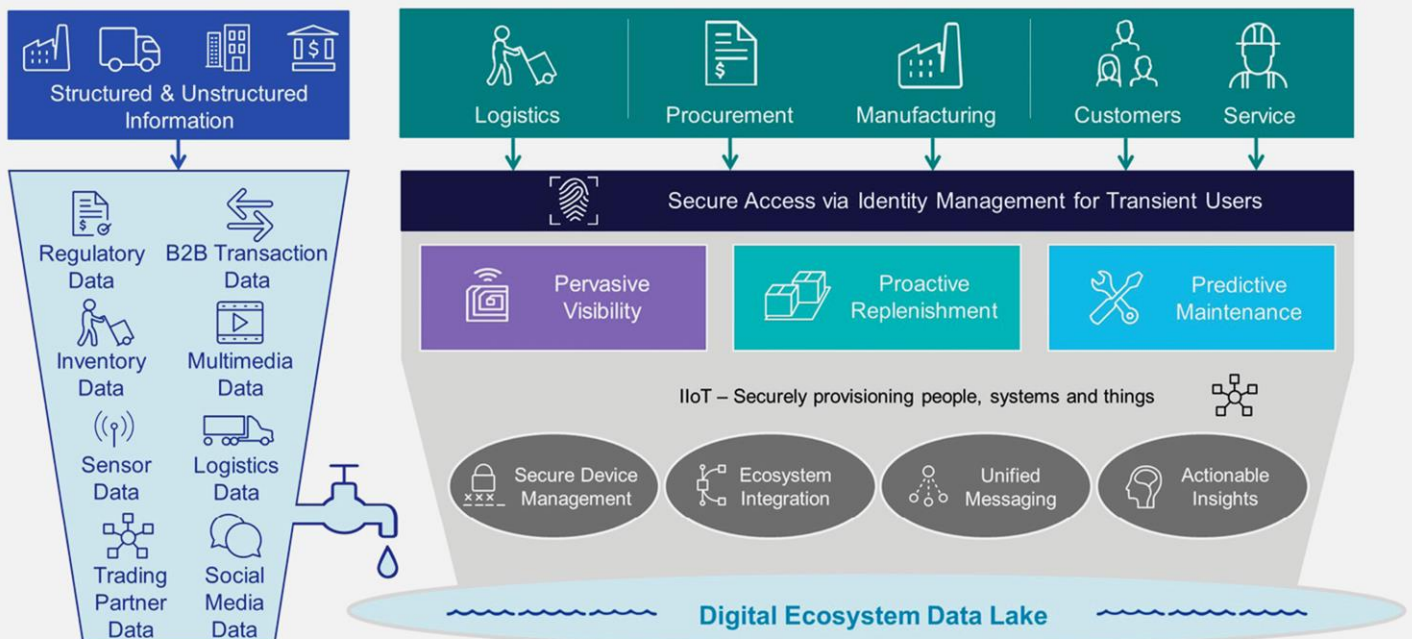 Structured & Unstructured
Information
Regulatory
Data
B2B Transaction
Data
Inventory
Data
Multimedia
Data
Sensor
Data
Logistics
Data
Trading
Partner
Data
Social
Media
Data
Logistics
Procurement
Manufacturing
Customers
Service
Secure Access via Identity Management for Transient Users
Pervasive
Visibility
Proactive
Replenishment
Predictive
Maintenance
IIoT – Securely provisioning people, systems and things
Secure Device
Management
Ecosystem
Integration
Unified
Messaging
Actionable
Insights
Digital Ecosystem Data Lake